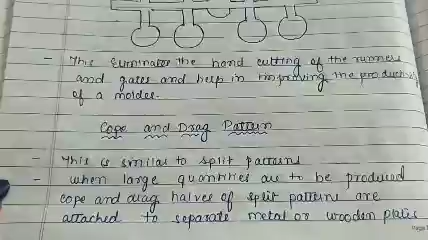 - This Eliminates the hand cutting of the runners
and gates and help in improving the productivity
of a molder.
Cope and Drag Pattern
- This is similar to split patterns
- when large quantities are to be produced
cope and drag halves of split pattern are
attached to separate metal or wooden plates